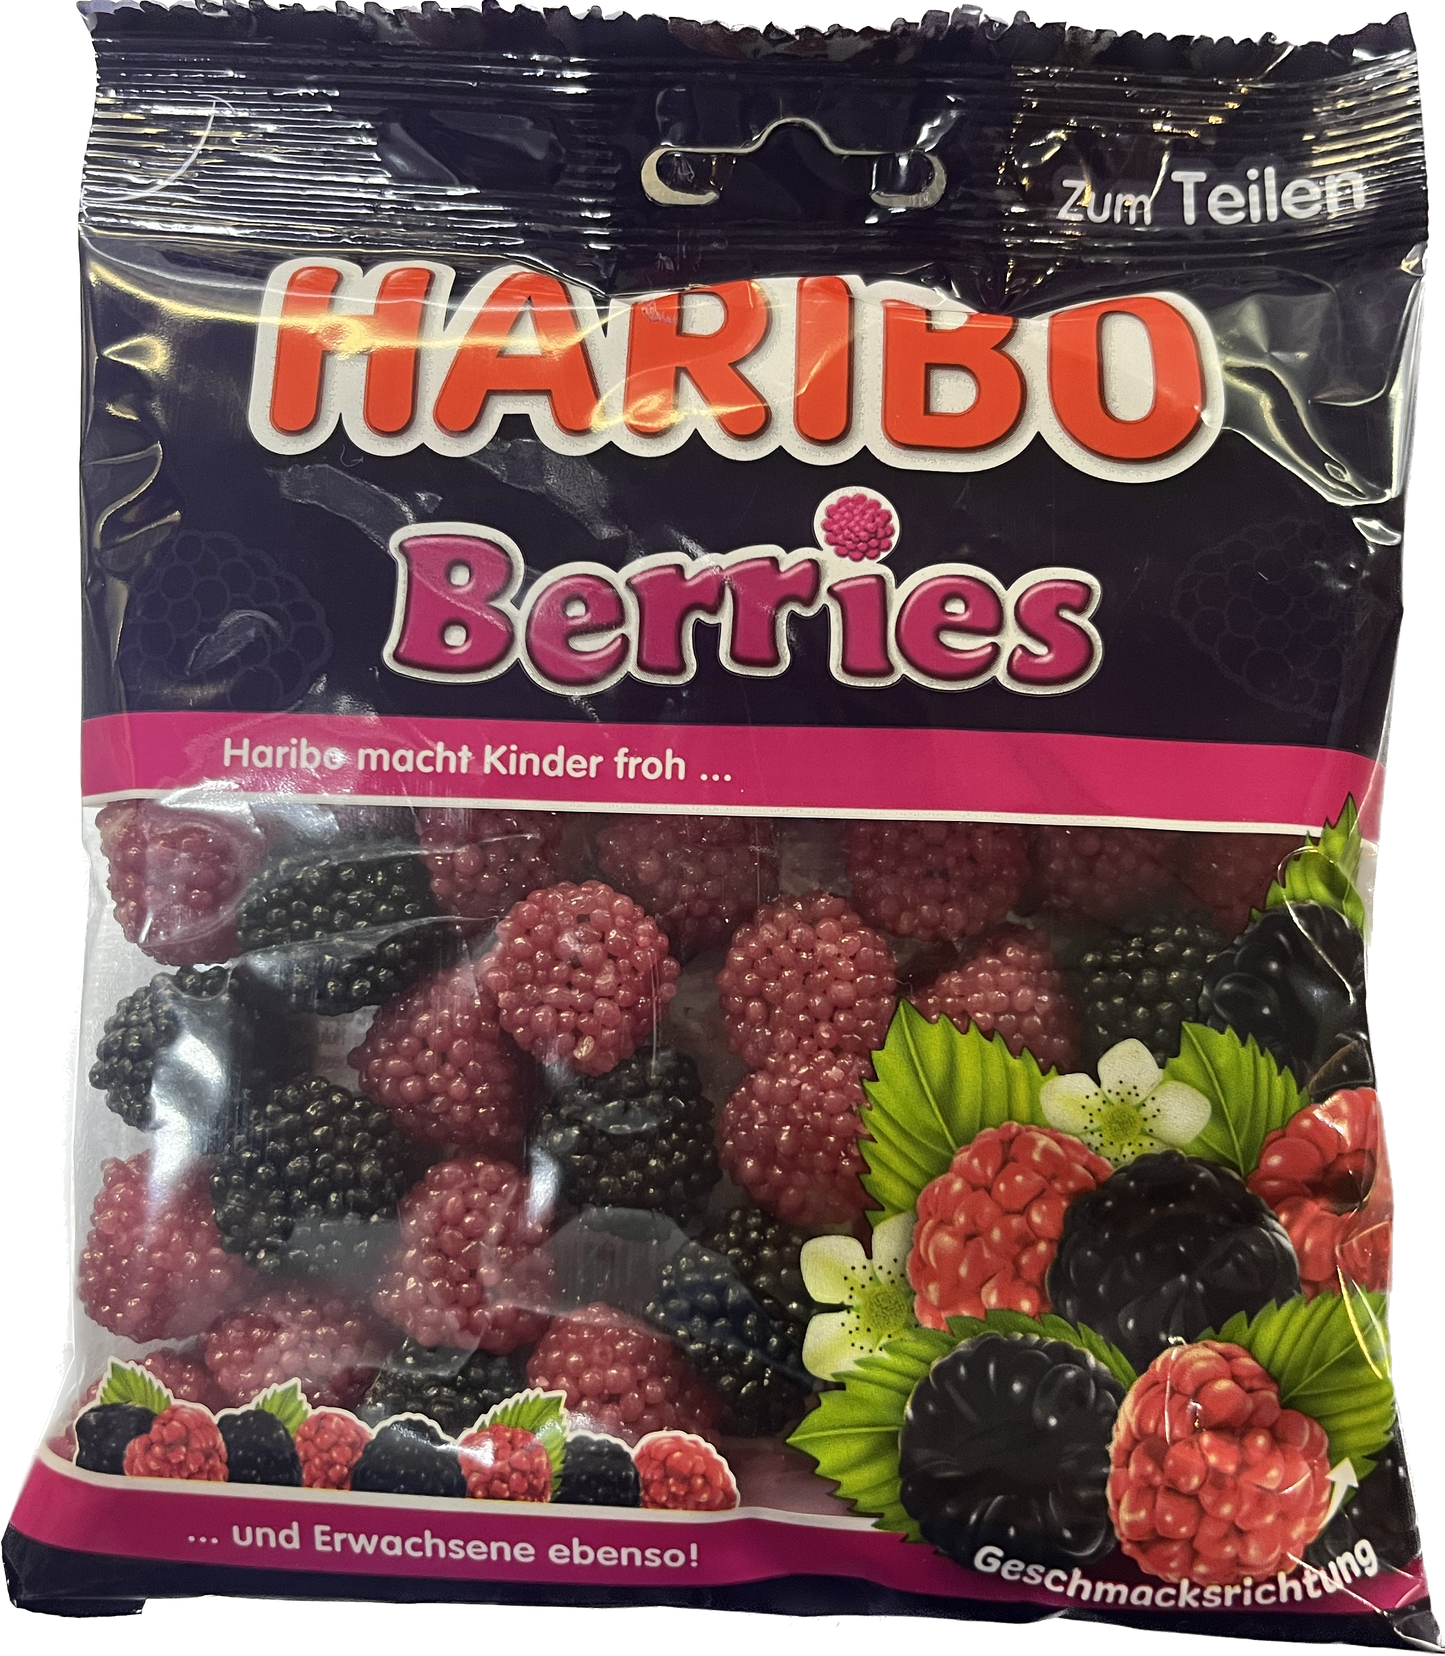 Zum Teilen
HARIBO
Berries
Haribo macht Kinder froh ...
... und Erwachsene ebenso!
Geschmacksrichtung